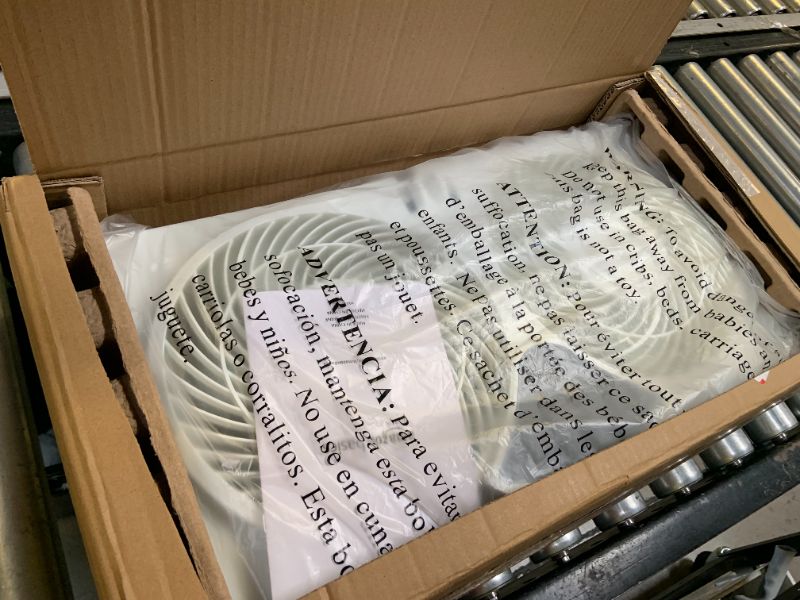 WARNING: To avoid dange
keep this bag away from babies an
Do not use in cribs, beds, carriage
This bag is not a toy.
ATTENTION: Pour éviter tout
suffocation, ne pas laisser ce sac
d'emballage à la portée des béb
enfants. Ne pas utiliser dans les
et poussettes. Ce sachet d'emb
pas un jouet.
ADVERTENCIA: Para evitar
sofocación, mantenga esta bo
bebes y niños. No use en cuna
carriolas o corralitos. Esta bo
juguete.